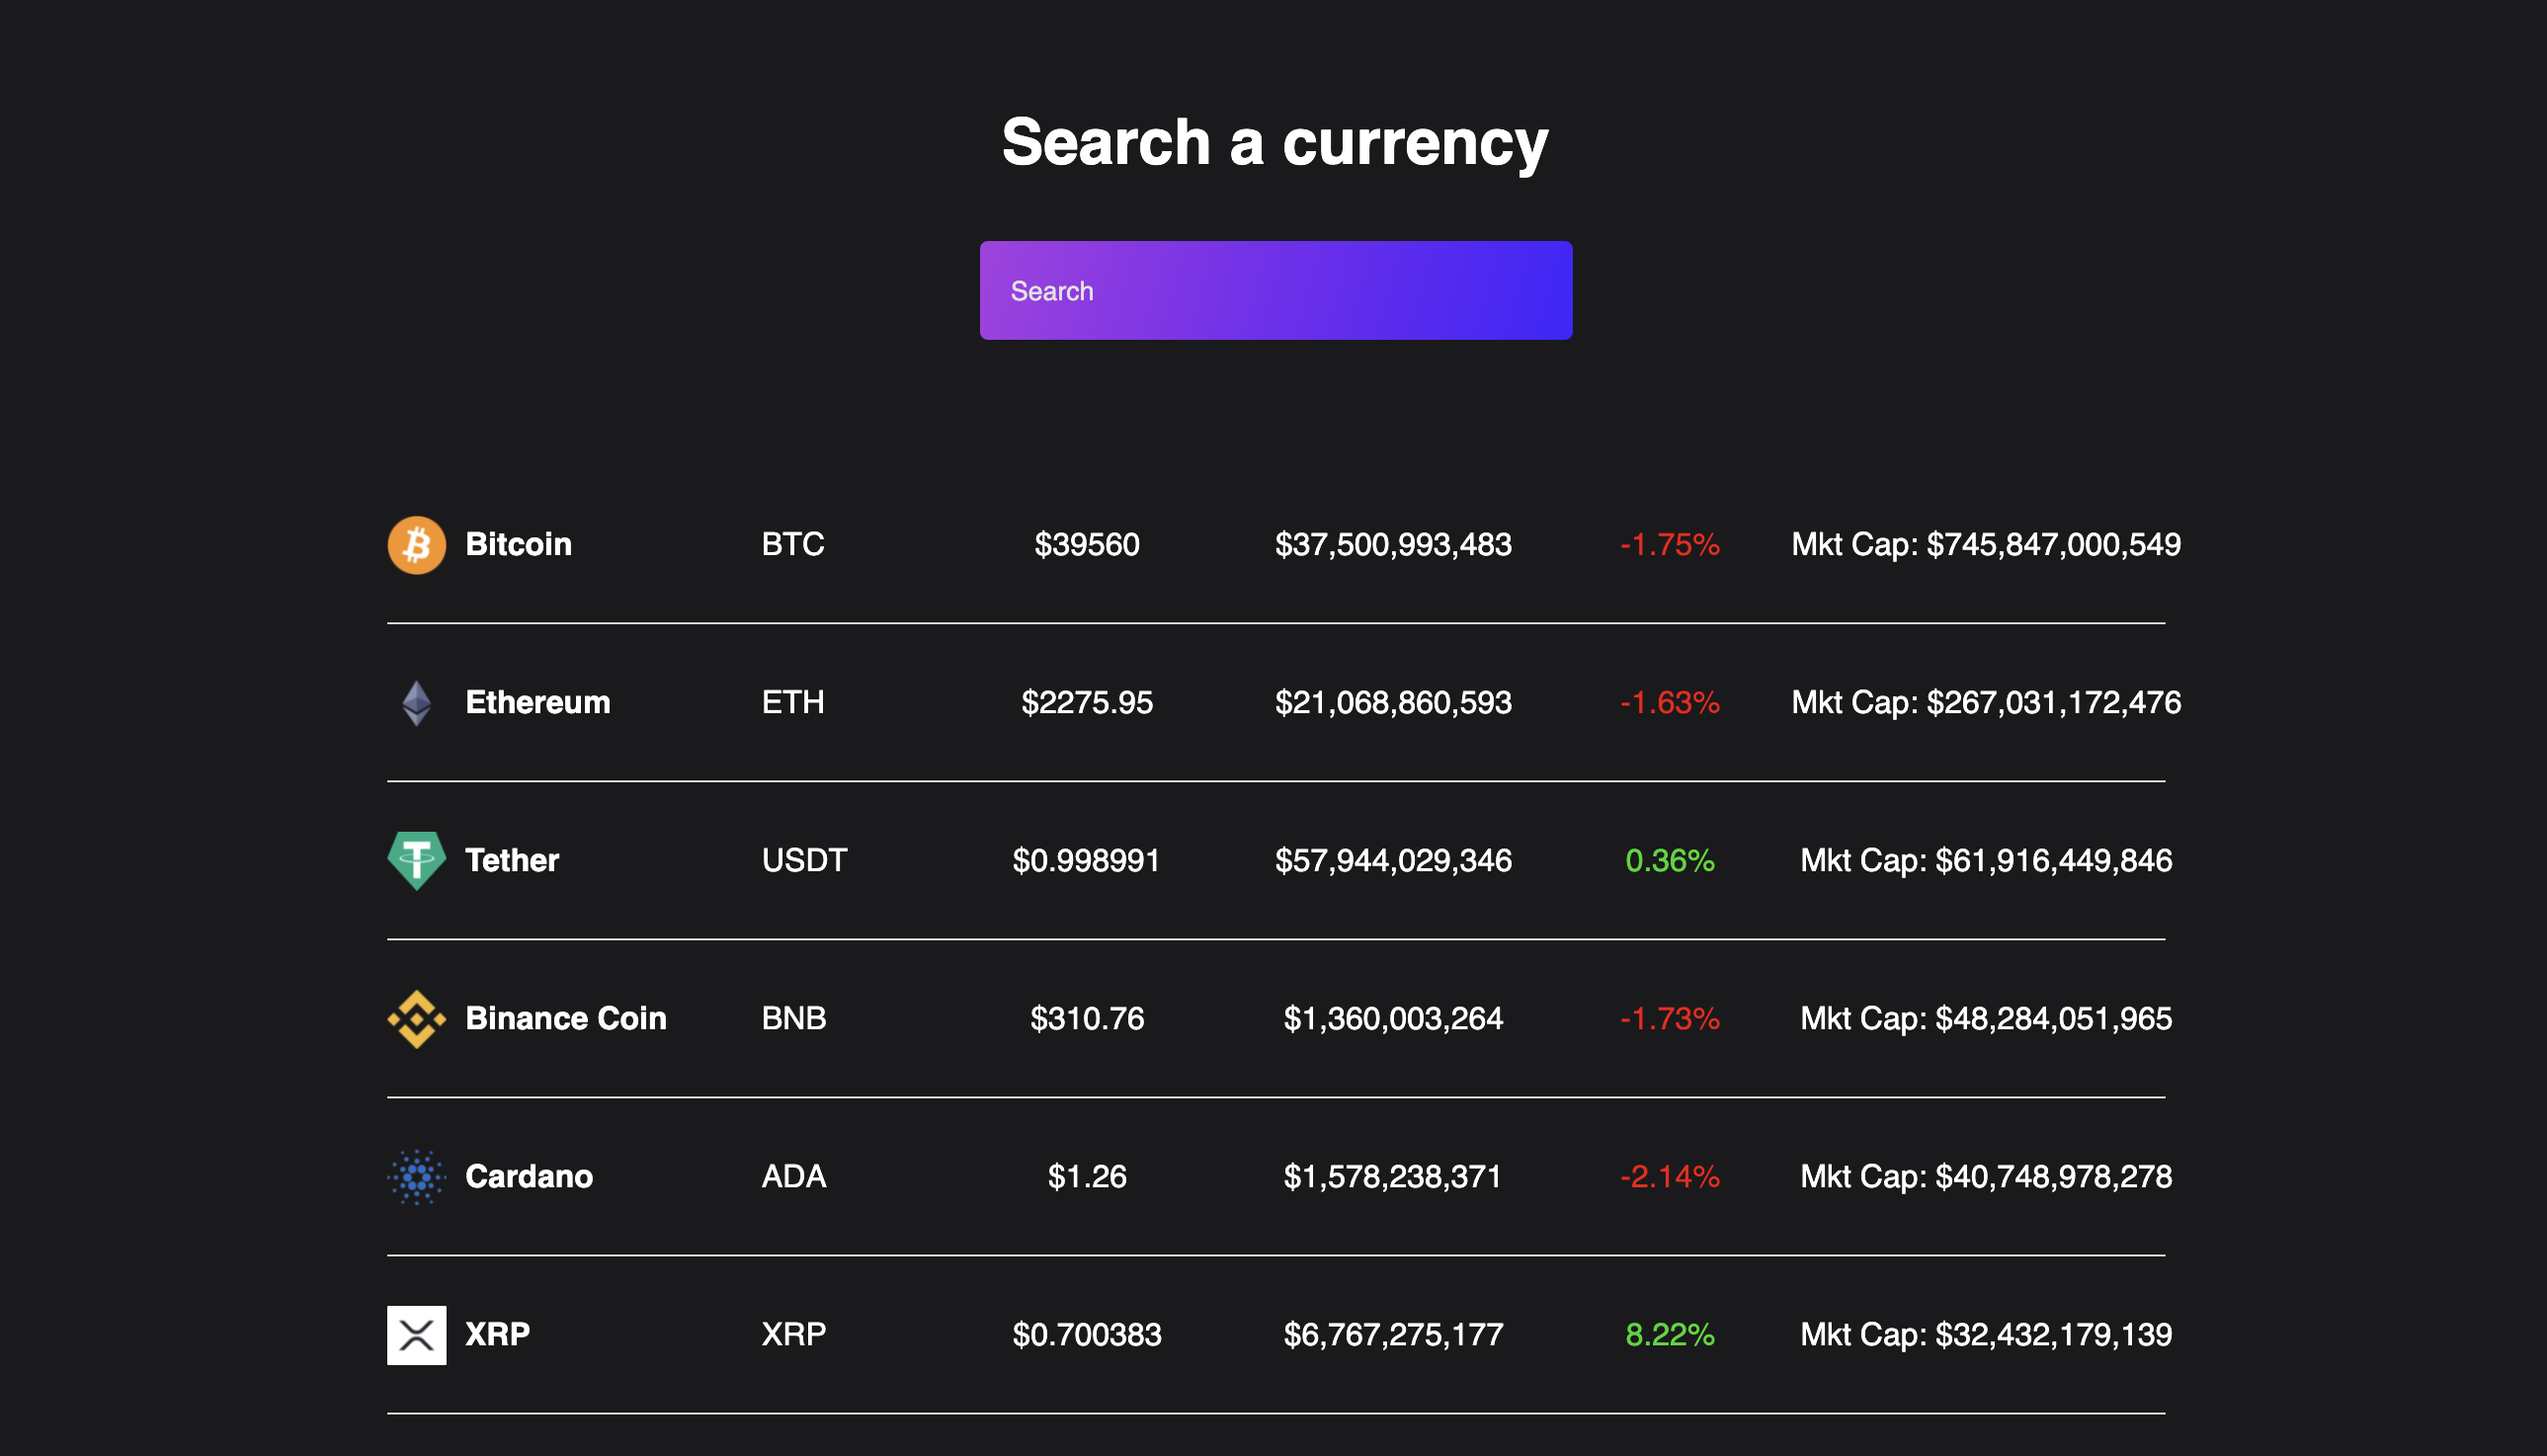 Search a currency
Search
Bitcoin BTC $39560 $37,500,993,483 -1.75% Mkt Cap: $745,847,000,549
Ethereum ETH $2275.95 $21,068,860,593 -1.63% Mkt Cap: $267,031,172,476
Tether USDT $0.998991 $57,944,029,346 0.36% Mkt Cap: $61,916,449,846
Binance Coin BNB $310.76 $1,360,003,264 -1.73% Mkt Cap: $48,284,051,965
Cardano ADA $1.26 $1,578,238,371 -2.14% Mkt Cap: $40,748,978,278
XRP XRP $0.700383 $6,767,275,177 8.22% Mkt Cap: $32,432,179,139